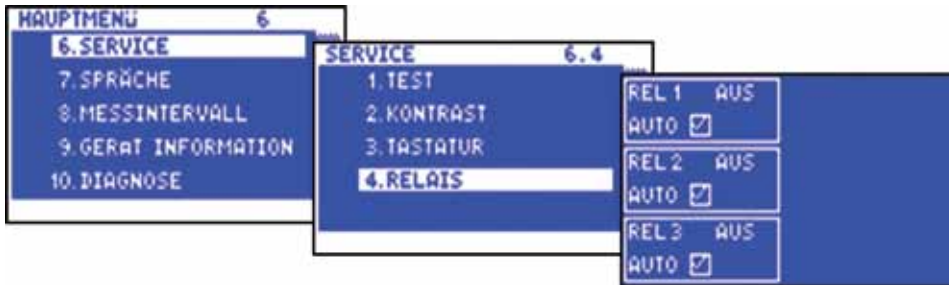 HAUPTMENÜ 6
6.SERVICE
7.SPRÄCHE
8.MESSINTERVALL
9.GERäT INFORMATION
10.DIAGNOSE
SERVICE 6.4
1.TEST
2.KONTRAST
3.TASTATUR
4.RELAIS
REL 1 AUS
AUTO ☑
REL 2 AUS
AUTO ☑
REL 3 AUS
AUTO ☑